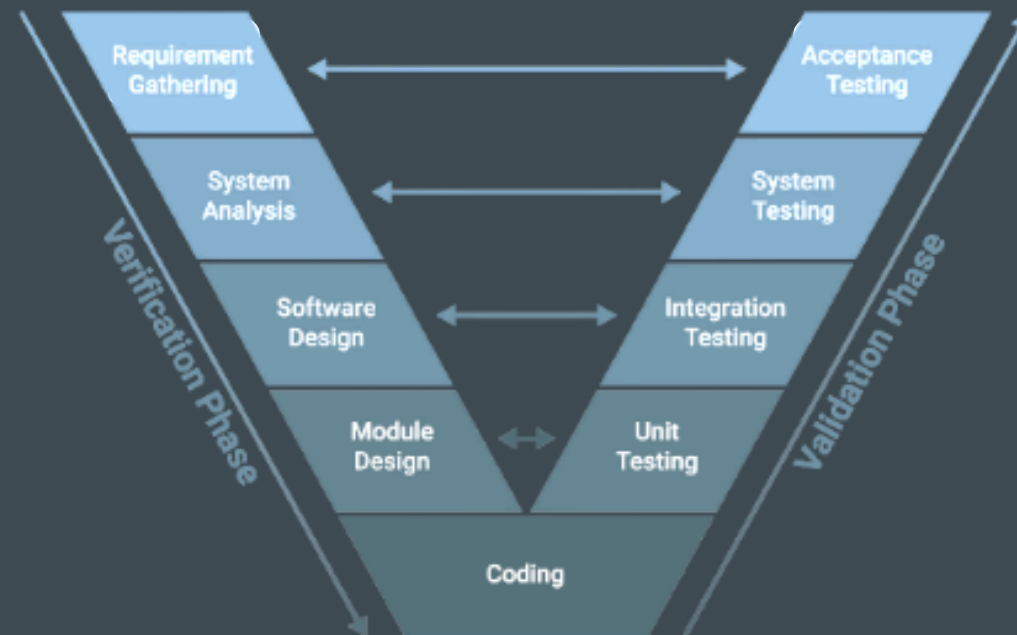 Requirement
Gathering
Acceptance
Testing
System
Analysis
System
Testing
Software
Design
Integration
Testing
Module
Design
Unit
Testing
Coding
Verification Phase
Validation Phase